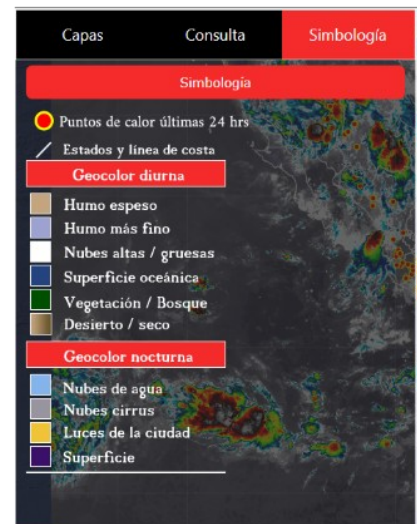 Capas Consulta Simbología
Simbología
Puntos de calor últimas 24 hrs
Estados y línea de costa
Geocolor diurna
Humo espeso
Humo más fino
Nubes altas / gruesas
Superficie oceánica
Vegetación / Bosque
Desierto / seco
Geocolor nocturna
Nubes de agua
Nubes cirrus
Luces de la ciudad
Superficie